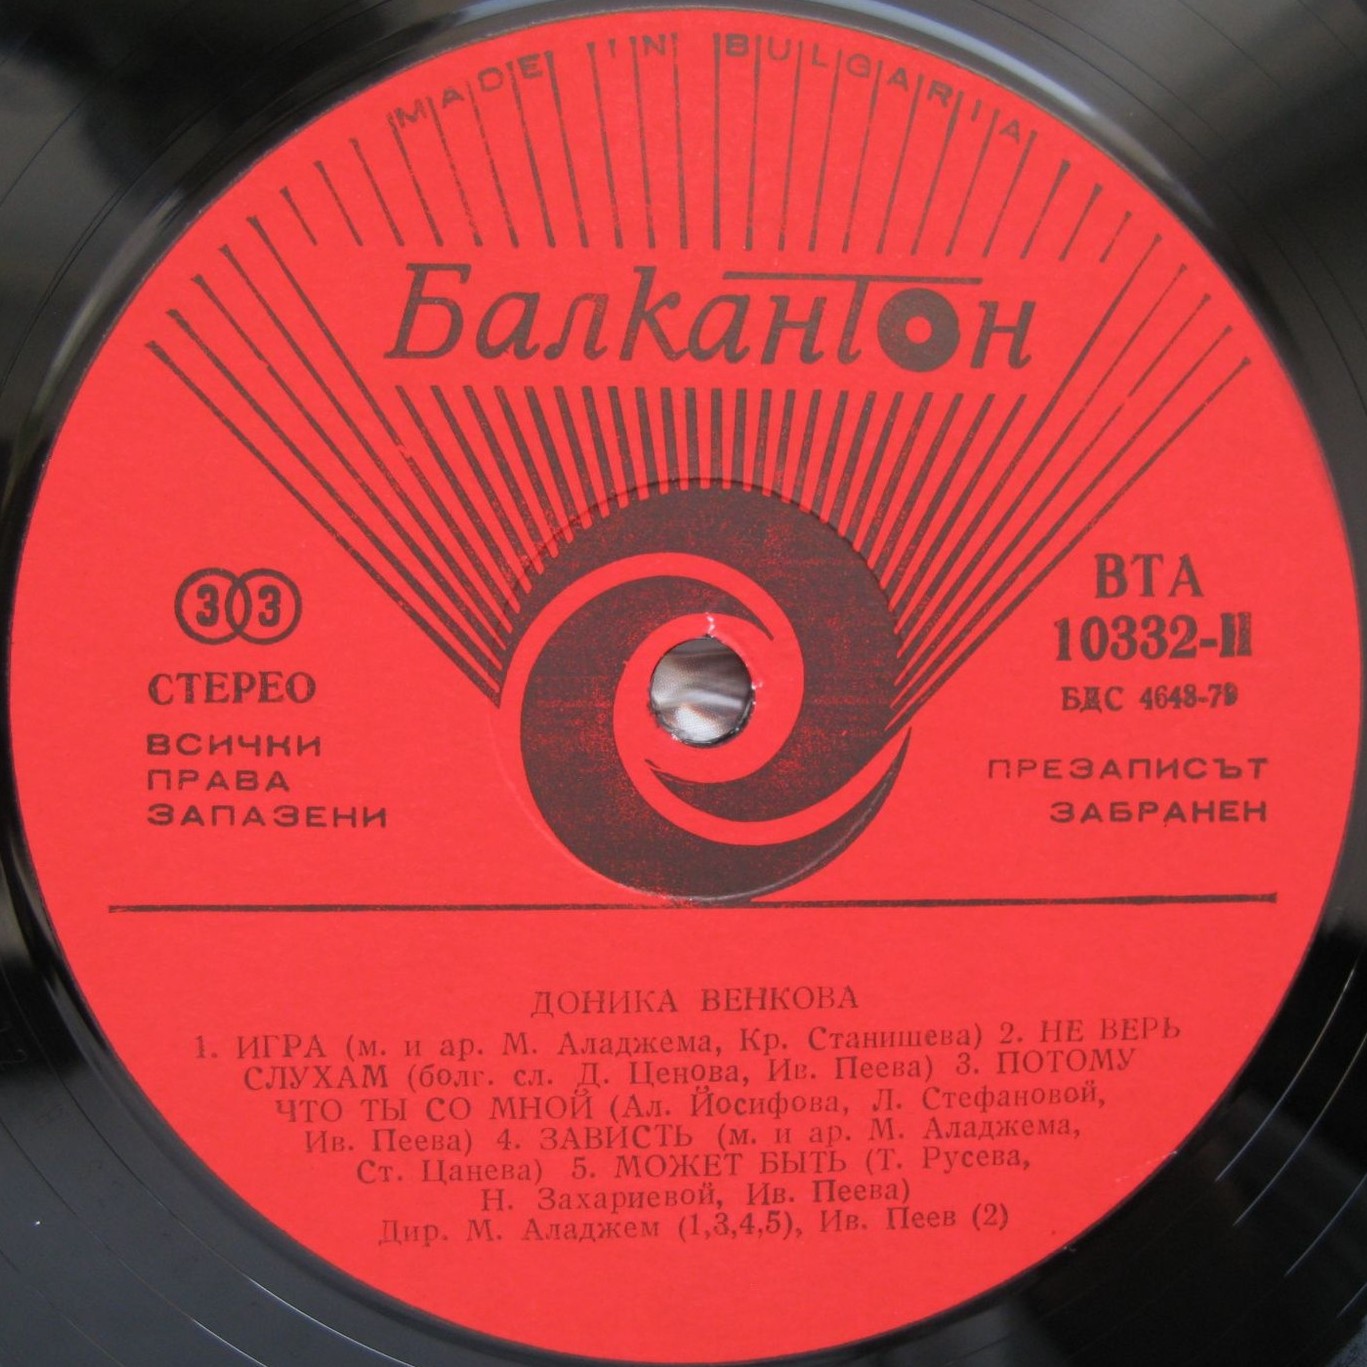 MADE IN BULGARIA
Балкантон
33
СТЕРЕО
ВСИЧКИ
ПРАВА
ЗАПАЗЕНИ
ВТА
10332-II
БДС 4648-79
ПРЕЗАПИСЪТ
ЗАБРАНЕН
ДОНИКА ВЕНКОВА
1. ИГРА (м. и ар. М. Аладжема, Кр. Станишева) 2. НЕ ВЕРЬ
СЛУХАМ (болг. сл. Д. Ценова, Ив. Пеева) 3. ПОТОМУ
ЧТО ТЫ СО МНОЙ (Ал. Йосифова, Л. Стефановой,
Ив. Пеева) 4. ЗАВИСТЬ (м. и ар. М. Аладжема,
Ст. Цанева) 5. МОЖЕТ БЫТЬ (Т. Русева,
Н. Захариевой, Ив. Пеева)
Дир. М. Аладжем (1,3,4,5), Ив. Пеев (2)